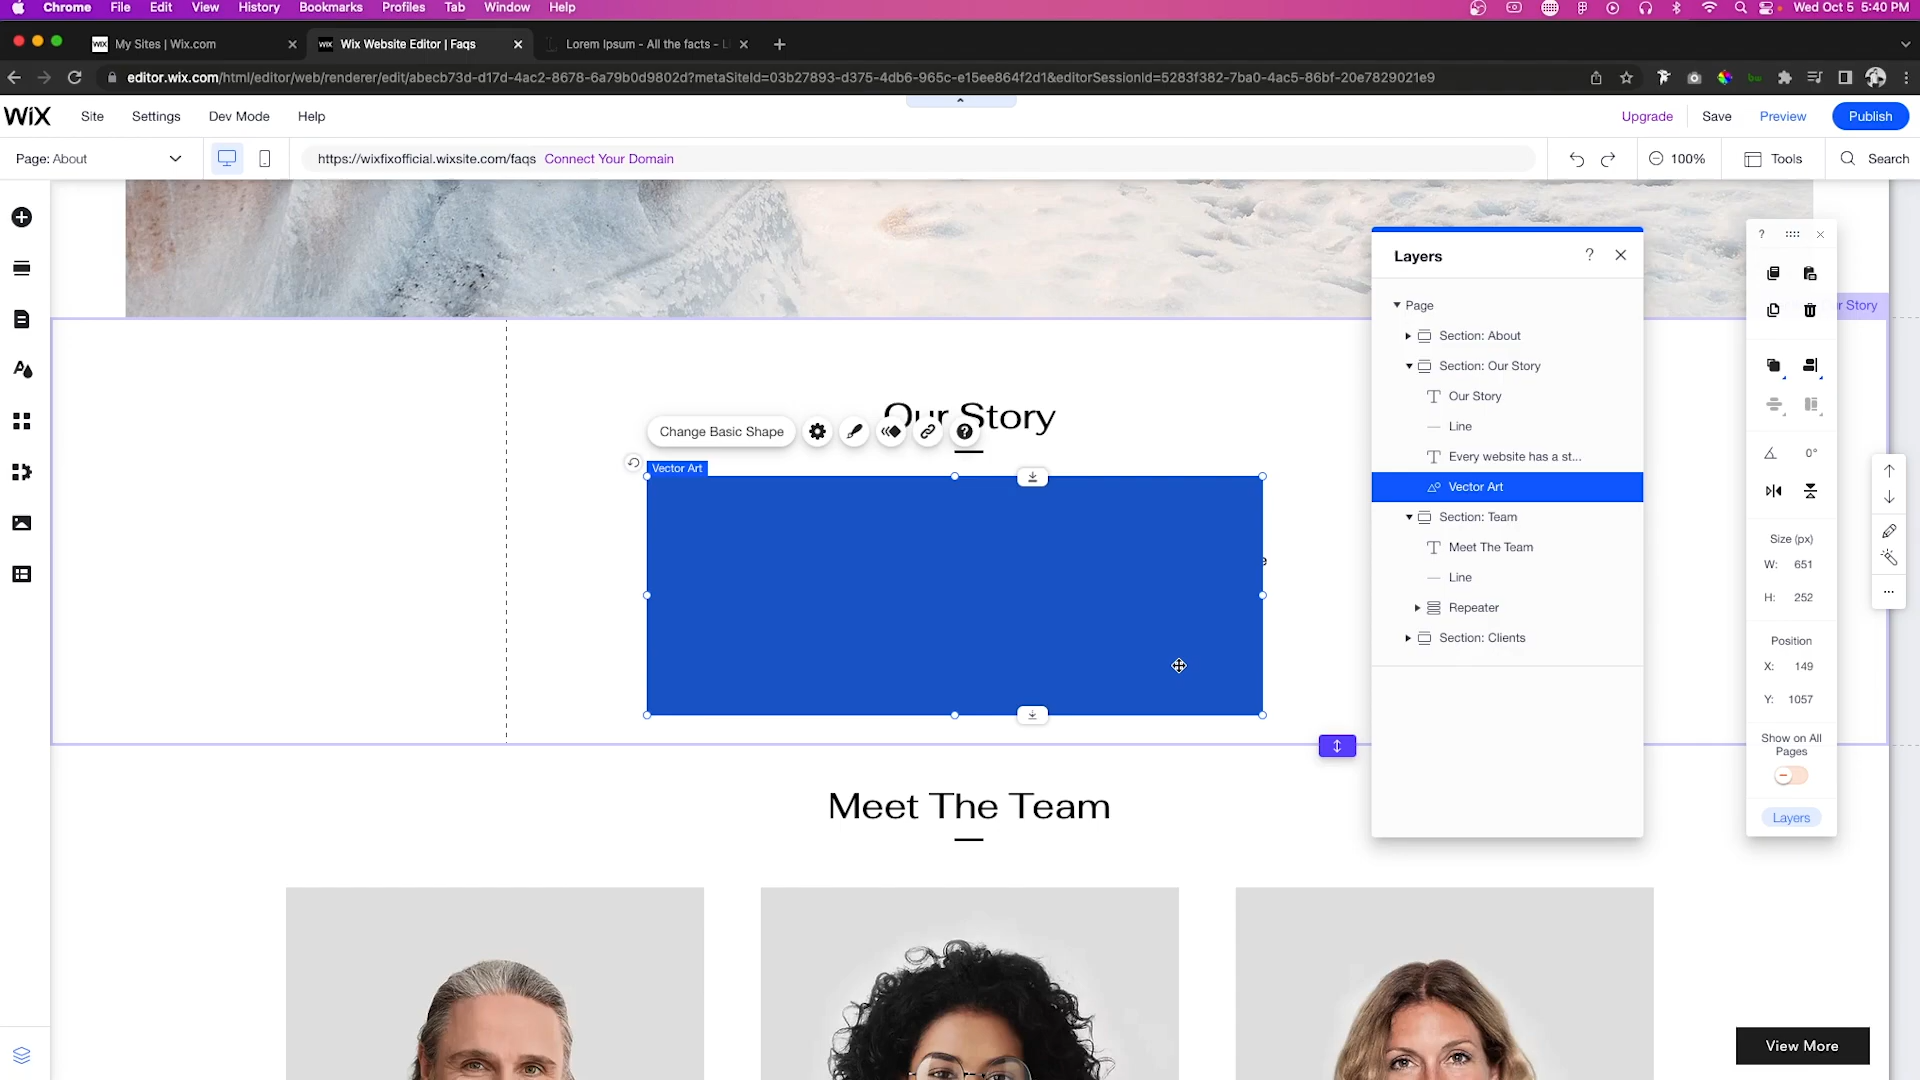 Chrome File Edit View History Bookmarks Profiles Tab Window Help Wed Oct 5 5:40 PM
WIX My Sites | Wix.com WIX Wix Website Editor | Faqs Lorem Ipsum - All the facts - L
editor.wix.com/html/editor/web/renderer/edit/abecb73d-d17d-4ac2-8678-6a79b0d9802d?metaSiteId=03b27893-d375-4db6-965c-e15ee864f2d1&editorSessionId=5283f382-7ba0-4ac5-86bf-20e7829021e9
WiX Site Settings Dev Mode Help Upgrade Save Preview Publish
Page: About https://wixfixofficial.wixsite.com/faqs Connect Your Domain 100% Tools Search
Our Story
Change Basic Shape
Vector Art
e
Meet The Team
Layers ?
Page
Section: About
Section: Our Story
Our Story
Line
Every website has a st...
Vector Art
Section: Team
Meet The Team
Line
Repeater
Section: Clients
?
ur Story
0°
Size (px)
W: 651
H: 252
Position
X: 149
Y: 1057
Show on All
Pages
Layers
View More